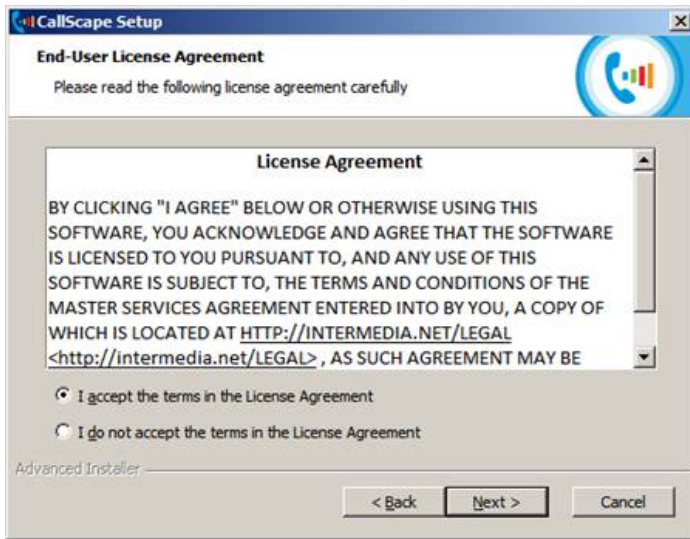 CallScape Setup
End-User License Agreement
Please read the following license agreement carefully
License Agreement
BY CLICKING "I AGREE" BELOW OR OTHERWISE USING THIS
SOFTWARE, YOU ACKNOWLEDGE AND AGREE THAT THE SOFTWARE
IS LICENSED TO YOU PURSUANT TO, AND ANY USE OF THIS
SOFTWARE IS SUBJECT TO, THE TERMS AND CONDITIONS OF THE
MASTER SERVICES AGREEMENT ENTERED INTO BY YOU, A COPY OF
WHICH IS LOCATED AT HTTP://INTERMEDIA.NET/LEGAL
<http://intermedia.net/LEGAL> , AS SUCH AGREEMENT MAY BE
I accept the terms in the License Agreement
I do not accept the terms in the License Agreement
Advanced Installer
< Back Next > Cancel